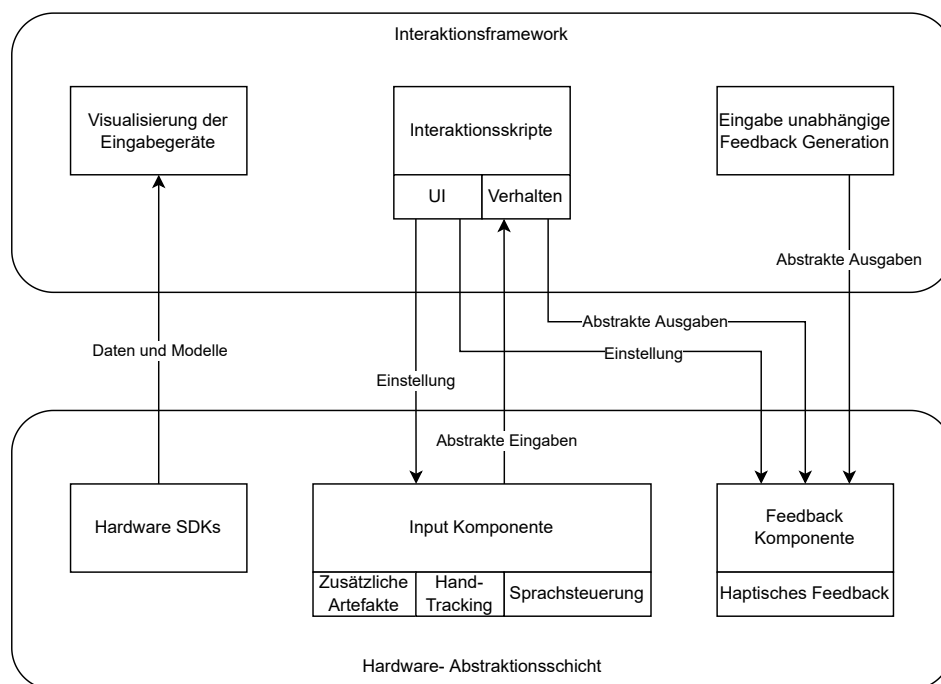 Interaktionsframework
Visualisierung der
Eingabegeräte
Interaktionsskripte
UI
Verhalten
Eingabe unabhängige
Feedback Generation
Abstrakte Ausgaben
Abstrakte Ausgaben
Daten und Modelle
Einstellung
Einstellung
Abstrakte Eingaben
Hardware SDKs
Input Komponente
Zusätzliche
Artefakte
Hand-
Tracking
Sprachsteuerung
Feedback
Komponente
Haptisches Feedback
Hardware- Abstraktionsschicht